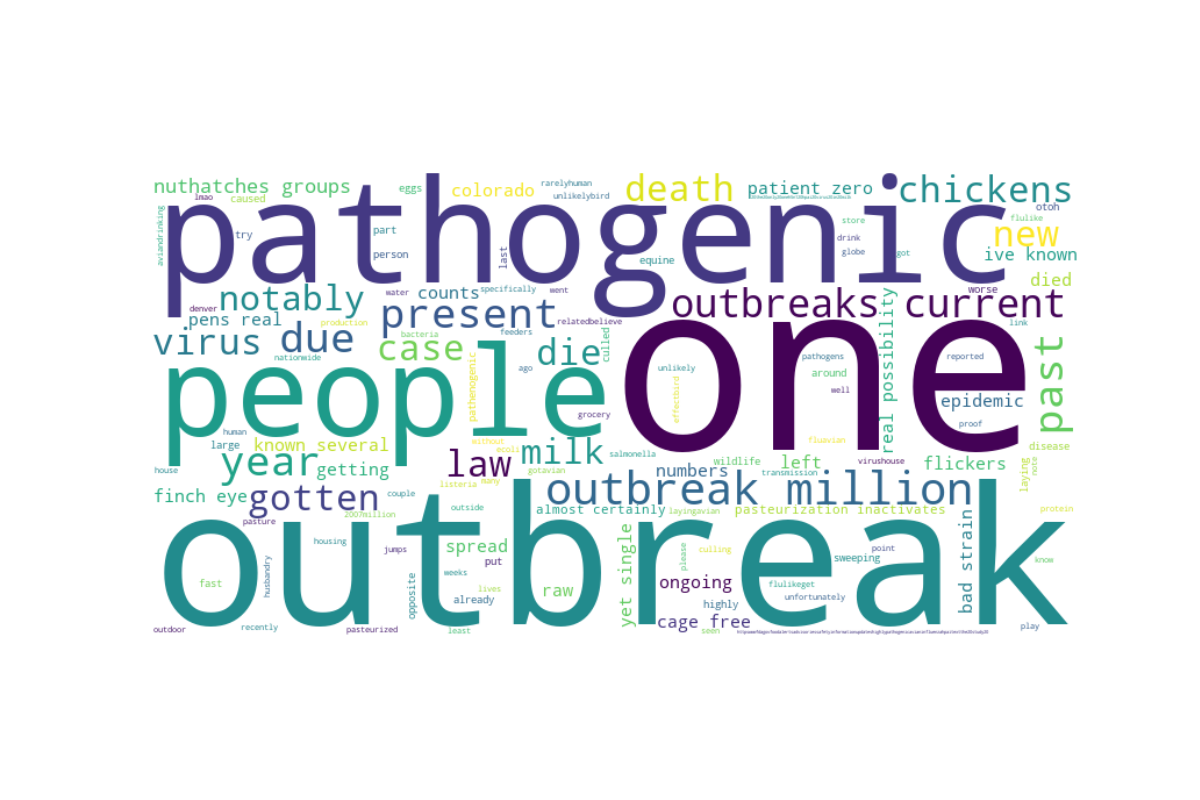 nuthatches groups
eggs
colorado
rarelyhuman
unlikelybird
death
patient zero
chickens
lmao
caused
pathogenic
otoh
flulike
aviandrinking
try
part
person
last
store
drink
globe
got
new
equine
ive known
notably
water
counts
specifically
went
worse
died
denver
pens real
production
present
relatedbelieve
outbreaks current
link
virus
due
bacteria
case
feeders
die
culled
real possibility
past
nationwide
people
pathenogenic
ago
one
unlikely
effectbird
pathogens
around
well
reported
epidemic
proof
grocery
human
large
known several
without
ecoli
milk
salmonella
fluavian
virushouse
disease
house
year
getting
law
gotavian
numbers
wildlife
transmission
left
flickers
laying
note
finch eye
gotten
couple
listeria
many
outbreak million
pasture
2007million
outside
almost certainly
layingavian
pasteurization inactivates
protein
outbreak
housing
husbandry
jumps
spread
put
yet single
please
culling
sweeping
point
bad strain
know
fast
opposite
weeks
already
lives
raw
ongoing
highly
flulikeget
unfortunately
cage free
outdoor
recently
pasteurized
least
seen
play